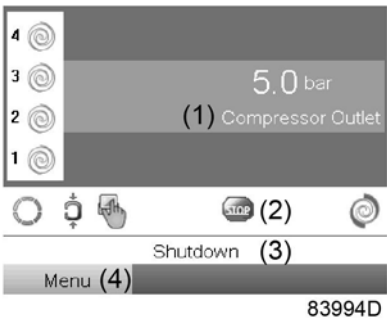 4
3
5.0 bar
2
(1) Compressor Outlet
1
STOP (2)
Shutdown (3)
Menu (4)
83994D